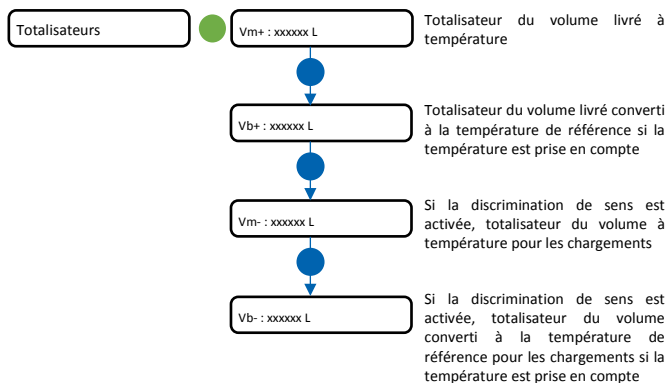 Totalisateurs
Vm+ : xxxxxx L
Totalisateur du volume livré à
température
Vb+ : xxxxxx L
Totalisateur du volume livré converti
à la température de référence si la
température est prise en compte
Vm- : xxxxxx L
Si la discrimination de sens est
activée, totalisateur du volume à
température pour les chargements
Vb- : xxxxxx L
Si la discrimination de sens est
activée, totalisateur du volume
converti à la température de
référence pour les chargements si la
température est prise en compte